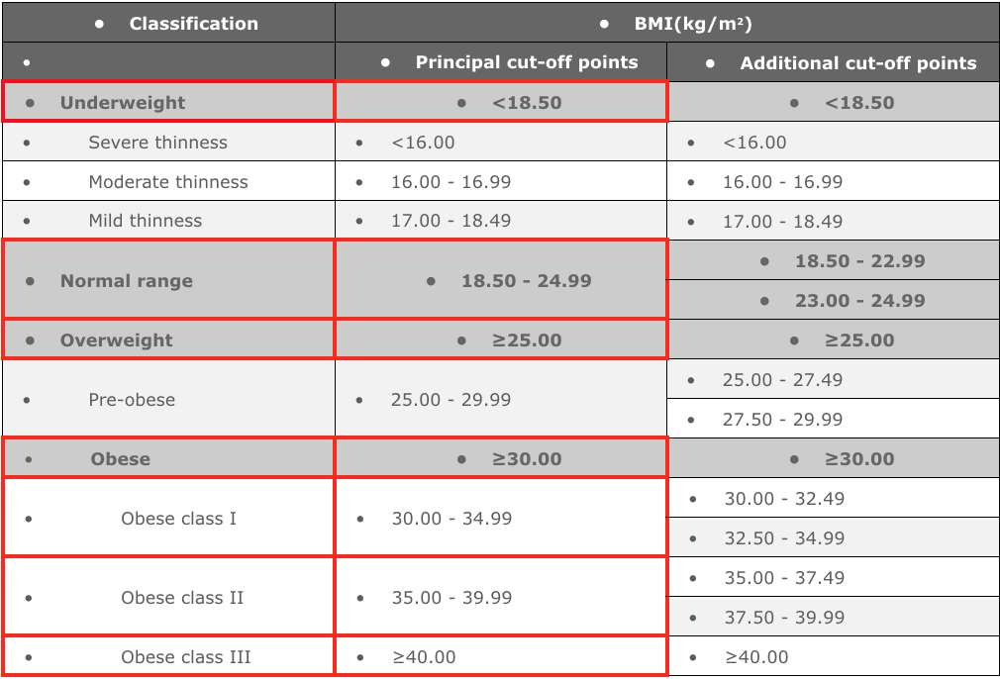 • Classification • BMI(kg/m²)
• • Principal cut-off points • Additional cut-off points
• Underweight • <18.50 • <18.50
• Severe thinness • <16.00 • <16.00
• Moderate thinness • 16.00 - 16.99 • 16.00 - 16.99
• Mild thinness • 17.00 - 18.49 • 17.00 - 18.49
• Normal range • 18.50 - 24.99 • 18.50 - 22.99
• 23.00 - 24.99
• Overweight • ≥25.00 • ≥25.00
• Pre-obese • 25.00 - 29.99 • 25.00 - 27.49
• 27.50 - 29.99
• Obese • ≥30.00 • ≥30.00
• Obese class I • 30.00 - 34.99 • 30.00 - 32.49
• 32.50 - 34.99
• Obese class II • 35.00 - 39.99 • 35.00 - 37.49
• 37.50 - 39.99
• Obese class III • ≥40.00 • ≥40.00